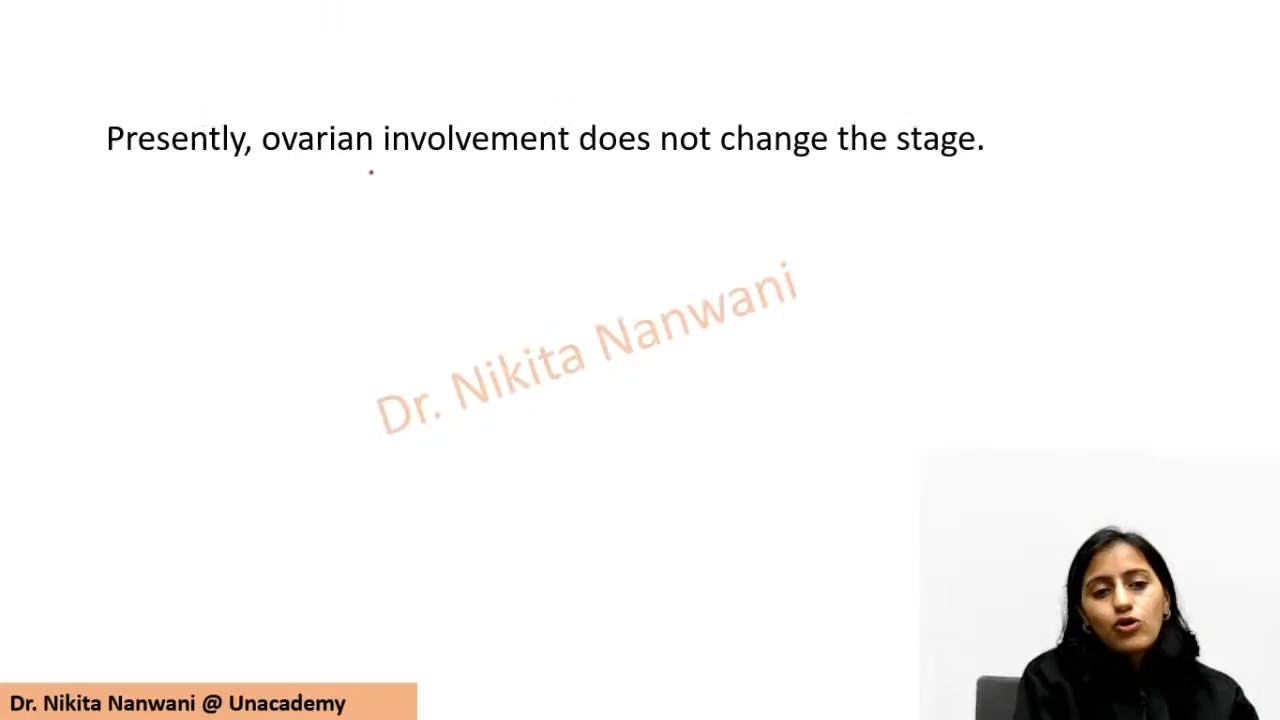 Presently, ovarian involvement does not change the stage.
Dr. Nikita Nanwani
Dr. Nikita Nanwani @ Unacademy